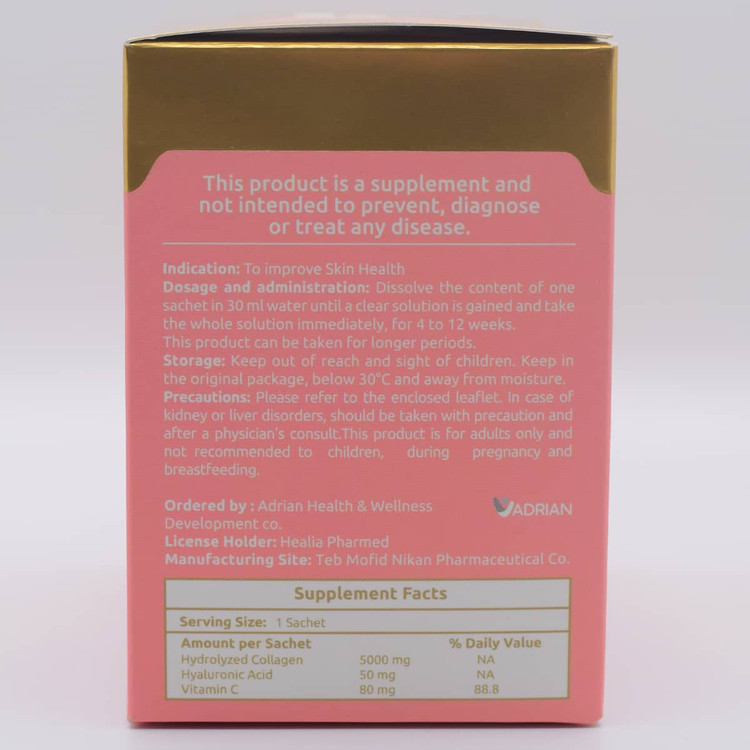 This product is a supplement and
not intended to prevent, diagnose
or treat any disease.
Indication: To improve Skin Health
Dosage and administration: Dissolve the content of one
sachet in 30 ml water until a clear solution is gained and take
the whole solution immediately, for 4 to 12 weeks.
This product can be taken for longer periods.
Storage: Keep out of reach and sight of children. Keep in
the original package, below 30°C and away from moisture.
Precautions: Please refer to the enclosed leaflet. In case of
kidney or liver disorders, should be taken with precaution and
after a physician's consult.This product is for adults only and
not recommended to children, during pregnancy and
breastfeeding.
Ordered by : Adrian Health & Wellness
Development co.
ADRIAN
License Holder: Healia Pharmed
Manufacturing Site: Teb Mofid Nikan Pharmaceutical Co.
Supplement Facts
Serving Size: 1 Sachet
Amount per Sachet % Daily Value
Hydrolyzed Collagen 5000 mg NA
Hyaluronic Acid 50 mg NA
Vitamin C 80 mg 88.8